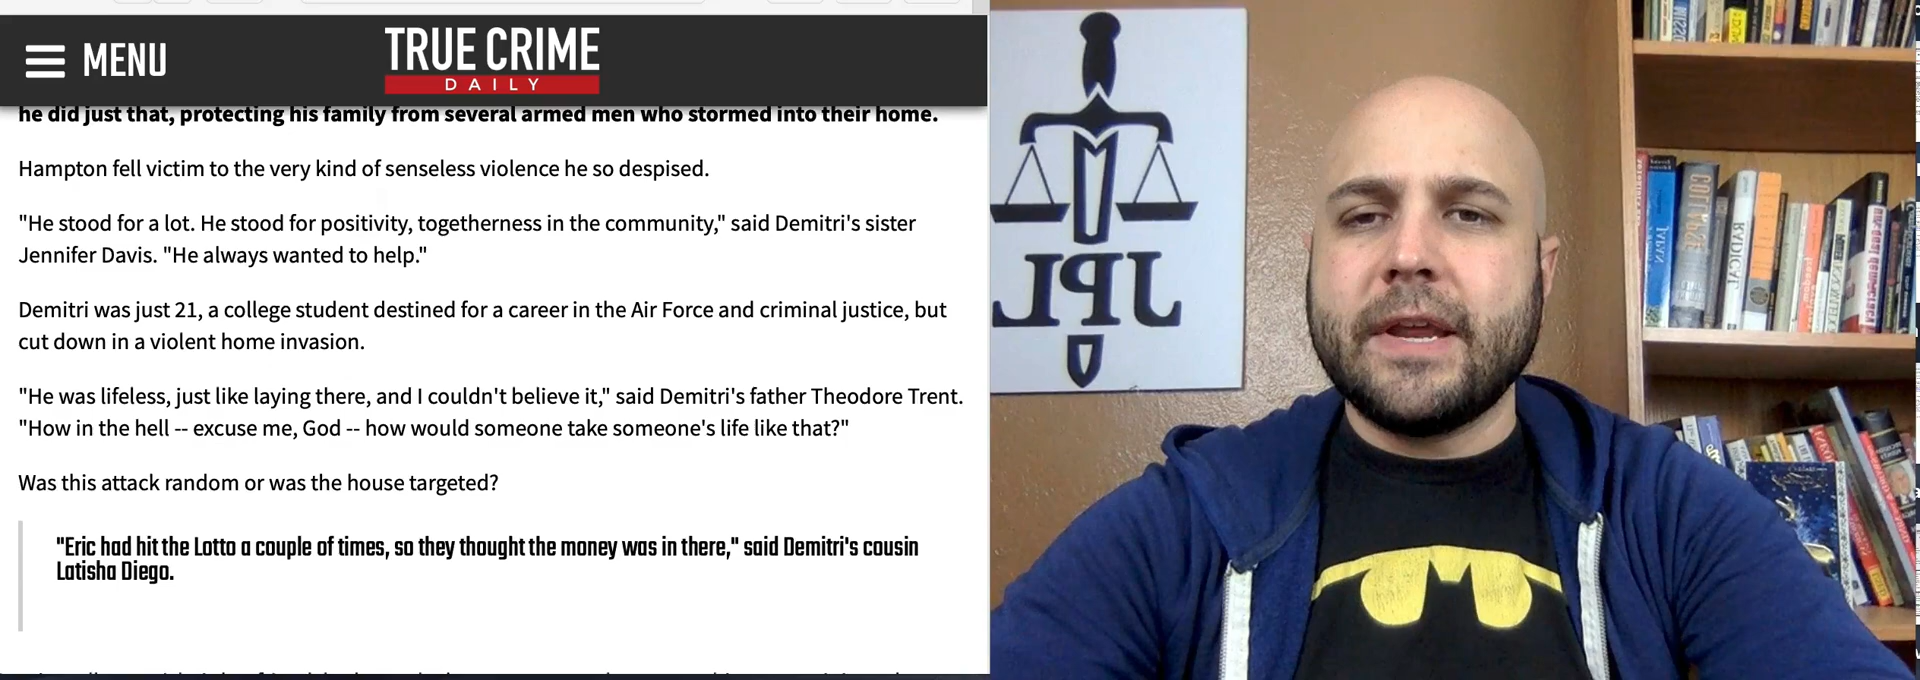 MENU
TRUE CRIME
DAILY
he did just that, protecting his family from several armed men who stormed into their home.
Hampton fell victim to the very kind of senseless violence he so despised.
"He stood for a lot. He stood for positivity, togetherness in the community," said Demitri's sister
Jennifer Davis. "He always wanted to help."
Demitri was just 21, a college student destined for a career in the Air Force and criminal justice, but
cut down in a violent home invasion.
"He was lifeless, just like laying there, and I couldn't believe it," said Demitri's father Theodore Trent.
"How in the hell -- excuse me, God -- how would someone take someone's life like that?"
Was this attack random or was the house targeted?
"Eric had hit the Lotto a couple of times, so they thought the money was in there," said Demitri's cousin
Latisha Diego.
JPL
COLLAPSE
RADICAL
JAPAN